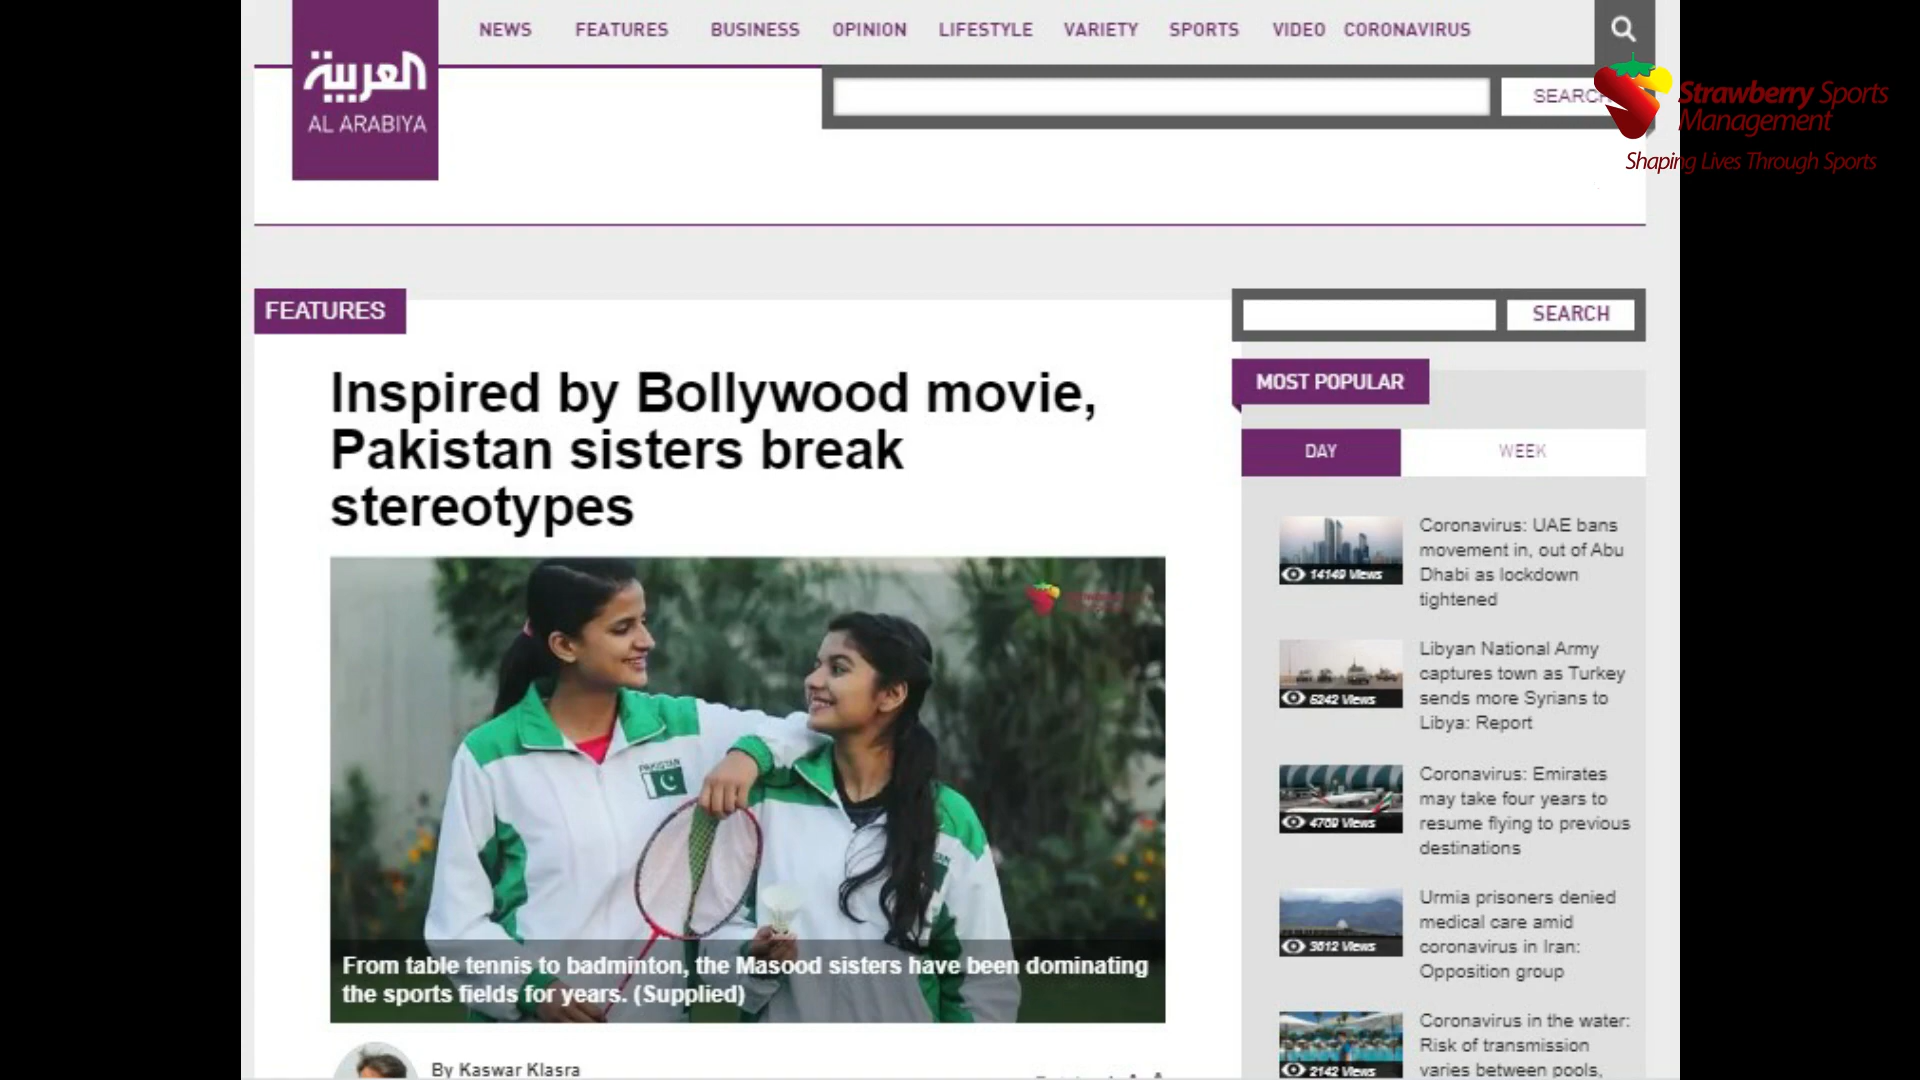 NEWS FEATURES BUSINESS OPINION LIFESTYLE VARIETY SPORTS VIDEO CORONAVIRUS
العربية
AL ARABIYA
SEARCH
Strawberry Sports
Management
Shaping Lives Through Sports
FEATURES
SEARCH
Inspired by Bollywood movie,
Pakistan sisters break
stereotypes
PAKISTAN
From table tennis to badminton, the Masood sisters have been dominating
the sports fields for years. (Supplied)
By Kaswar Klasra
MOST POPULAR
DAY WEEK
Coronavirus: UAE bans
movement in, out of Abu
Dhabi as lockdown
tightened
14149 Views
Libyan National Army
captures town as Turkey
sends more Syrians to
Libya: Report
5242 Views
Coronavirus: Emirates
may take four years to
resume flying to previous
destinations
4769 Views
Urmia prisoners denied
medical care amid
coronavirus in Iran:
Opposition group
3612 Views
Coronavirus in the water:
Risk of transmission
varies between pools,
2142 Views